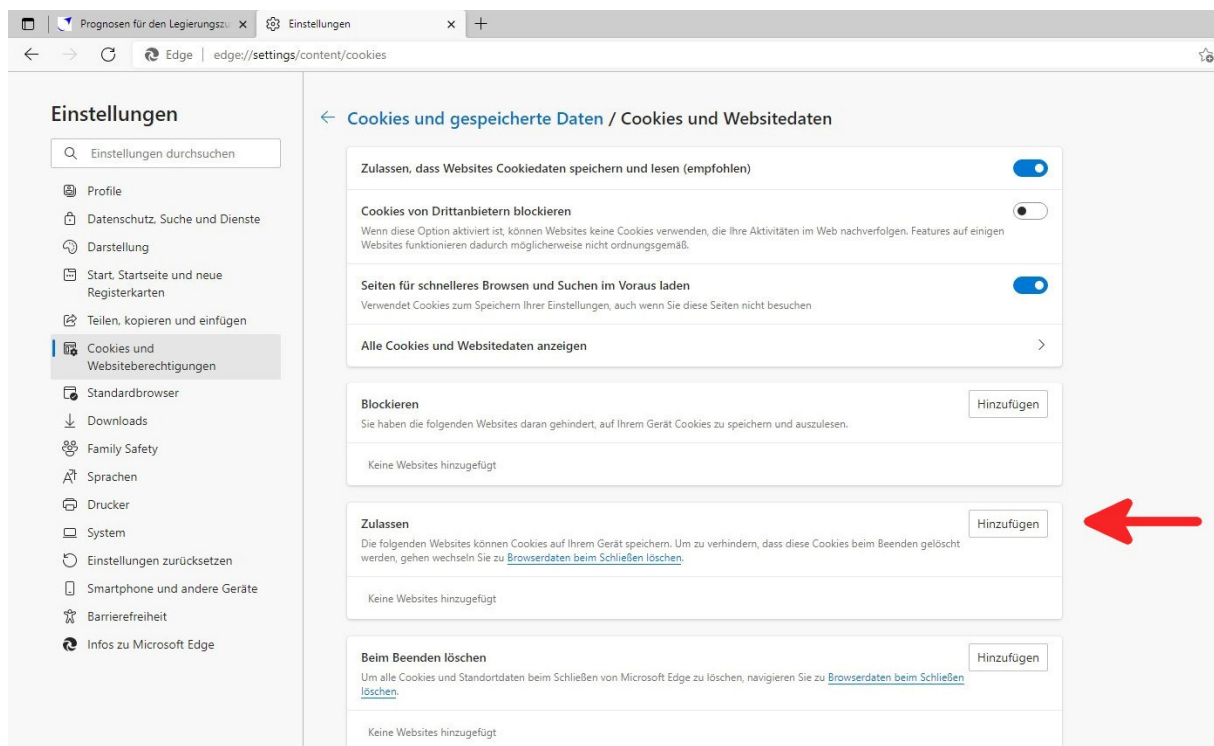 Prognosen für den Legierungszu
Einstellungen
Edge | edge://settings/content/cookies
Einstellungen
Einstellungen durchsuchen
Profile
Datenschutz, Suche und Dienste
Darstellung
Start, Startseite und neue
Registerkarten
Teilen, kopieren und einfügen
Cookies und
Websiteberechtigungen
Standardbrowser
Downloads
Family Safety
Sprachen
Drucker
System
Einstellungen zurücksetzen
Smartphone und andere Geräte
Barrierefreiheit
Infos zu Microsoft Edge
Cookies und gespeicherte Daten / Cookies und Websitedaten
Zulassen, dass Websites Cookiedaten speichern und lesen (empfohlen)
Cookies von Drittanbietern blockieren
Wenn diese Option aktiviert ist, können Websites keine Cookies verwenden, die Ihre Aktivitäten im Web nachverfolgen. Features auf einigen
Websites funktionieren dadurch möglicherweise nicht ordnungsgemäß.
Seiten für schnelleres Browsen und Suchen im Voraus laden
Verwendet Cookies zum Speichern Ihrer Einstellungen, auch wenn Sie diese Seiten nicht besuchen
Alle Cookies und Websitedaten anzeigen
Blockieren
Hinzufügen
Sie haben die folgenden Websites daran gehindert, auf Ihrem Gerät Cookies zu speichern und auszulesen.
Keine Websites hinzugefügt
Zulassen
Hinzufügen
Die folgenden Websites können Cookies auf Ihrem Gerät speichern. Um zu verhindern, dass diese Cookies beim Beenden gelöscht
werden, gehen wechseln Sie zu Browserdaten beim Schließen löschen.
Keine Websites hinzugefügt
Beim Beenden löschen
Hinzufügen
Um alle Cookies und Standortdaten beim Schließen von Microsoft Edge zu löschen, navigieren Sie zu Browserdaten beim Schließen
löschen.
Keine Websites hinzugefügt